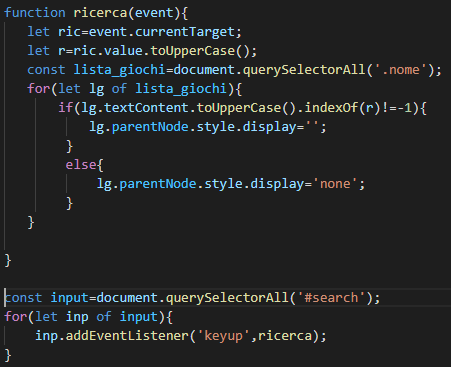 function ricerca(event){
let ric=event.currentTarget;
let r=ric.value.toUpperCase();
const lista_giochi=document.querySelectorAll('.nome');
for(let lg of lista_giochi){
if(lg.textContent.toUpperCase().indexOf(r)!=-1){
lg.parentNode.style.display='';
}
else{
lg.parentNode.style.display='none';
}
}
}
const input=document.querySelectorAll('#search');
for(let inp of input){
inp.addEventListener('keyup',ricerca);
}